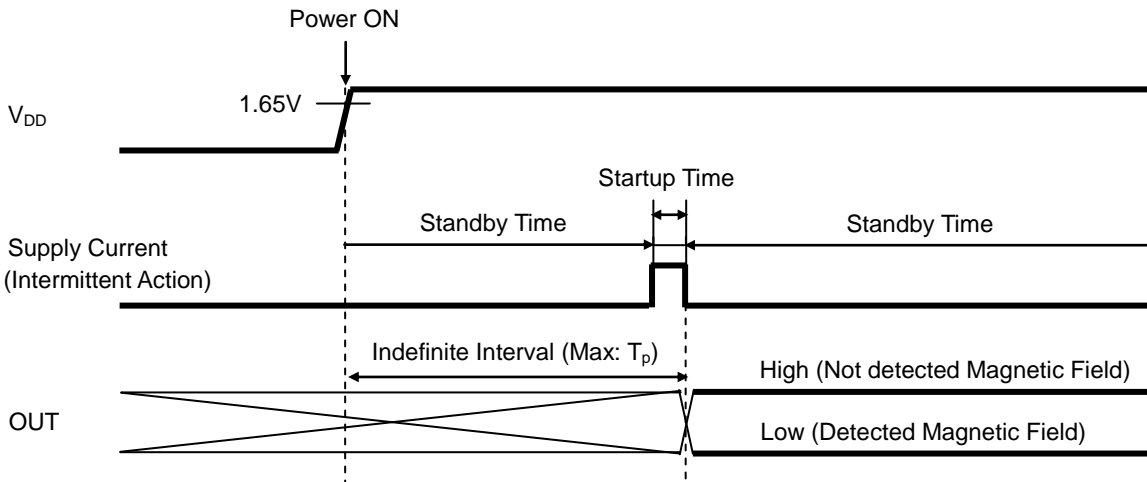 Power ON
1.65V
VDD
Startup Time
Standby Time
Standby Time
Supply Current
(Intermittent Action)
Indefinite Interval (Max: Tp)
High (Not detected Magnetic Field)
OUT
Low (Detected Magnetic Field)